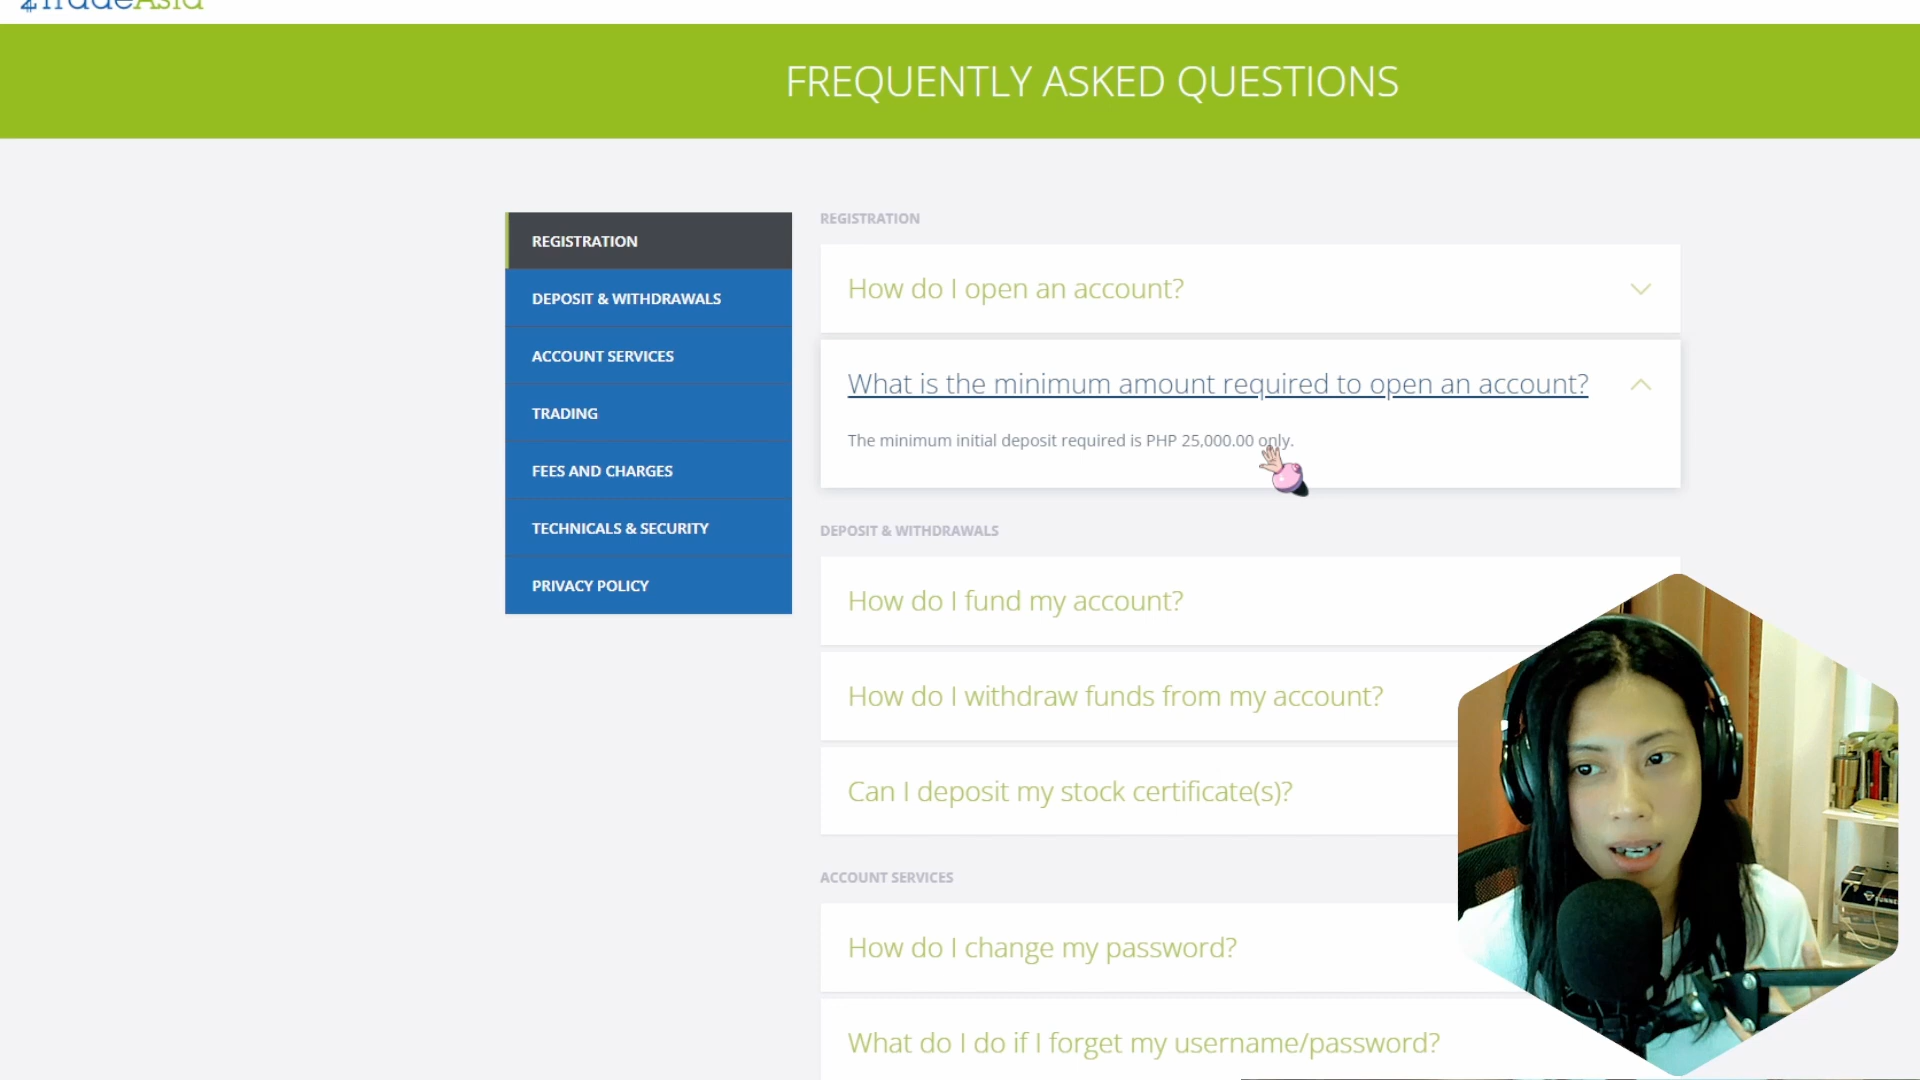 2TradeAsia
FREQUENTLY ASKED QUESTIONS
REGISTRATION
DEPOSIT & WITHDRAWALS
ACCOUNT SERVICES
TRADING
FEES AND CHARGES
TECHNICALS & SECURITY
PRIVACY POLICY
REGISTRATION
How do I open an account?
What is the minimum amount required to open an account?
The minimum initial deposit required is PHP 25,000.00 only.
DEPOSIT & WITHDRAWALS
How do I fund my account?
How do I withdraw funds from my account?
Can I deposit my stock certificate(s)?
ACCOUNT SERVICES
How do I change my password?
What do I do if I forget my username/password?